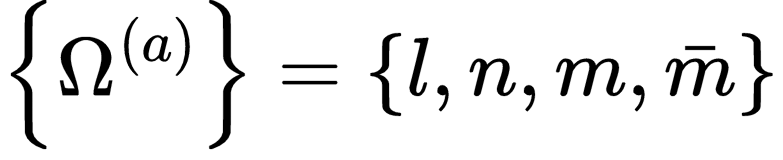 {Ω^(a)} = {l, n, m, m̄}